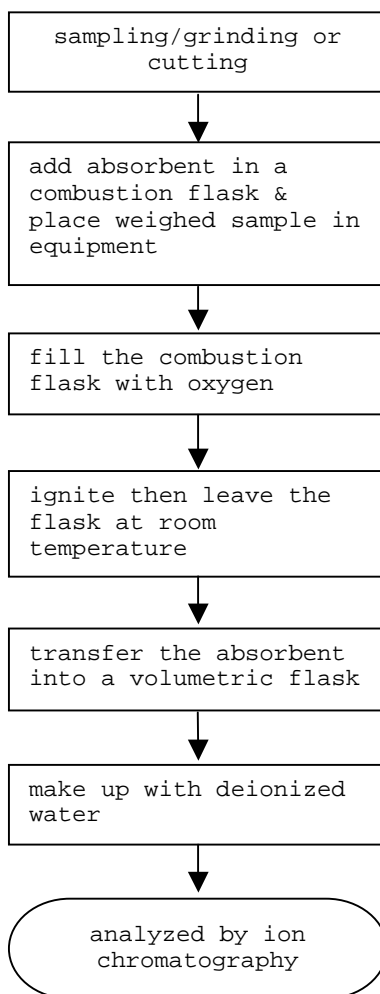 sampling/grinding or
cutting
add absorbent in a
combustion flask &
place weighed sample in
equipment
fill the combustion
flask with oxygen
ignite then leave the
flask at room
temperature
transfer the absorbent
into a volumetric flask
make up with deionized
water
analyzed by ion
chromatography